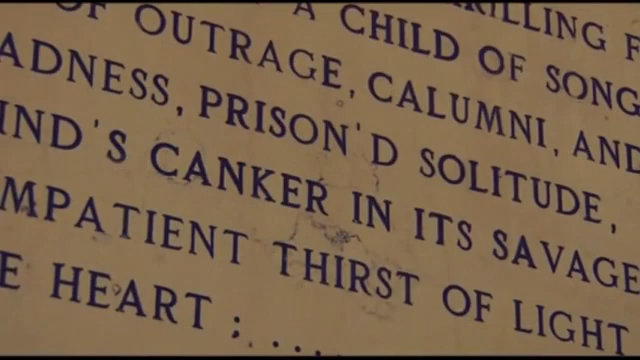 RILLING F
A CHILD OF SONG
OF OUTRAGE, CALUMNI, AND
ADNESS, PRISON'D SOLITUDE,
IND'S CANKER IN ITS SAVAGE
MPATIENT THIRST OF LIGHT
E HEART; ....